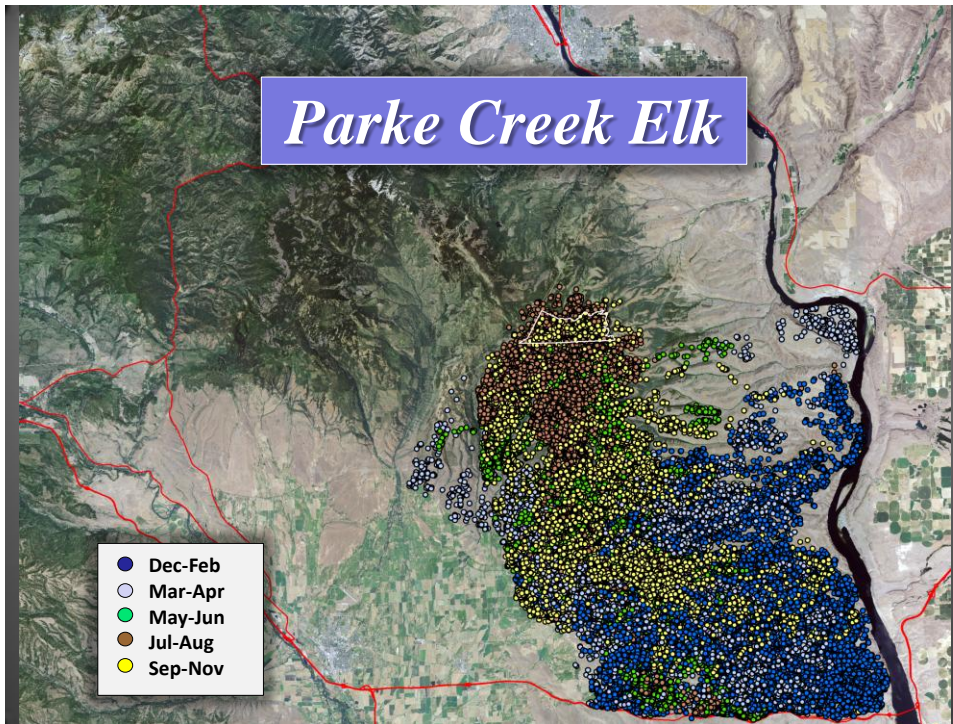 Parke Creek Elk
Dec-Feb
Mar-Apr
May-Jun
Jul-Aug
Sep-Nov